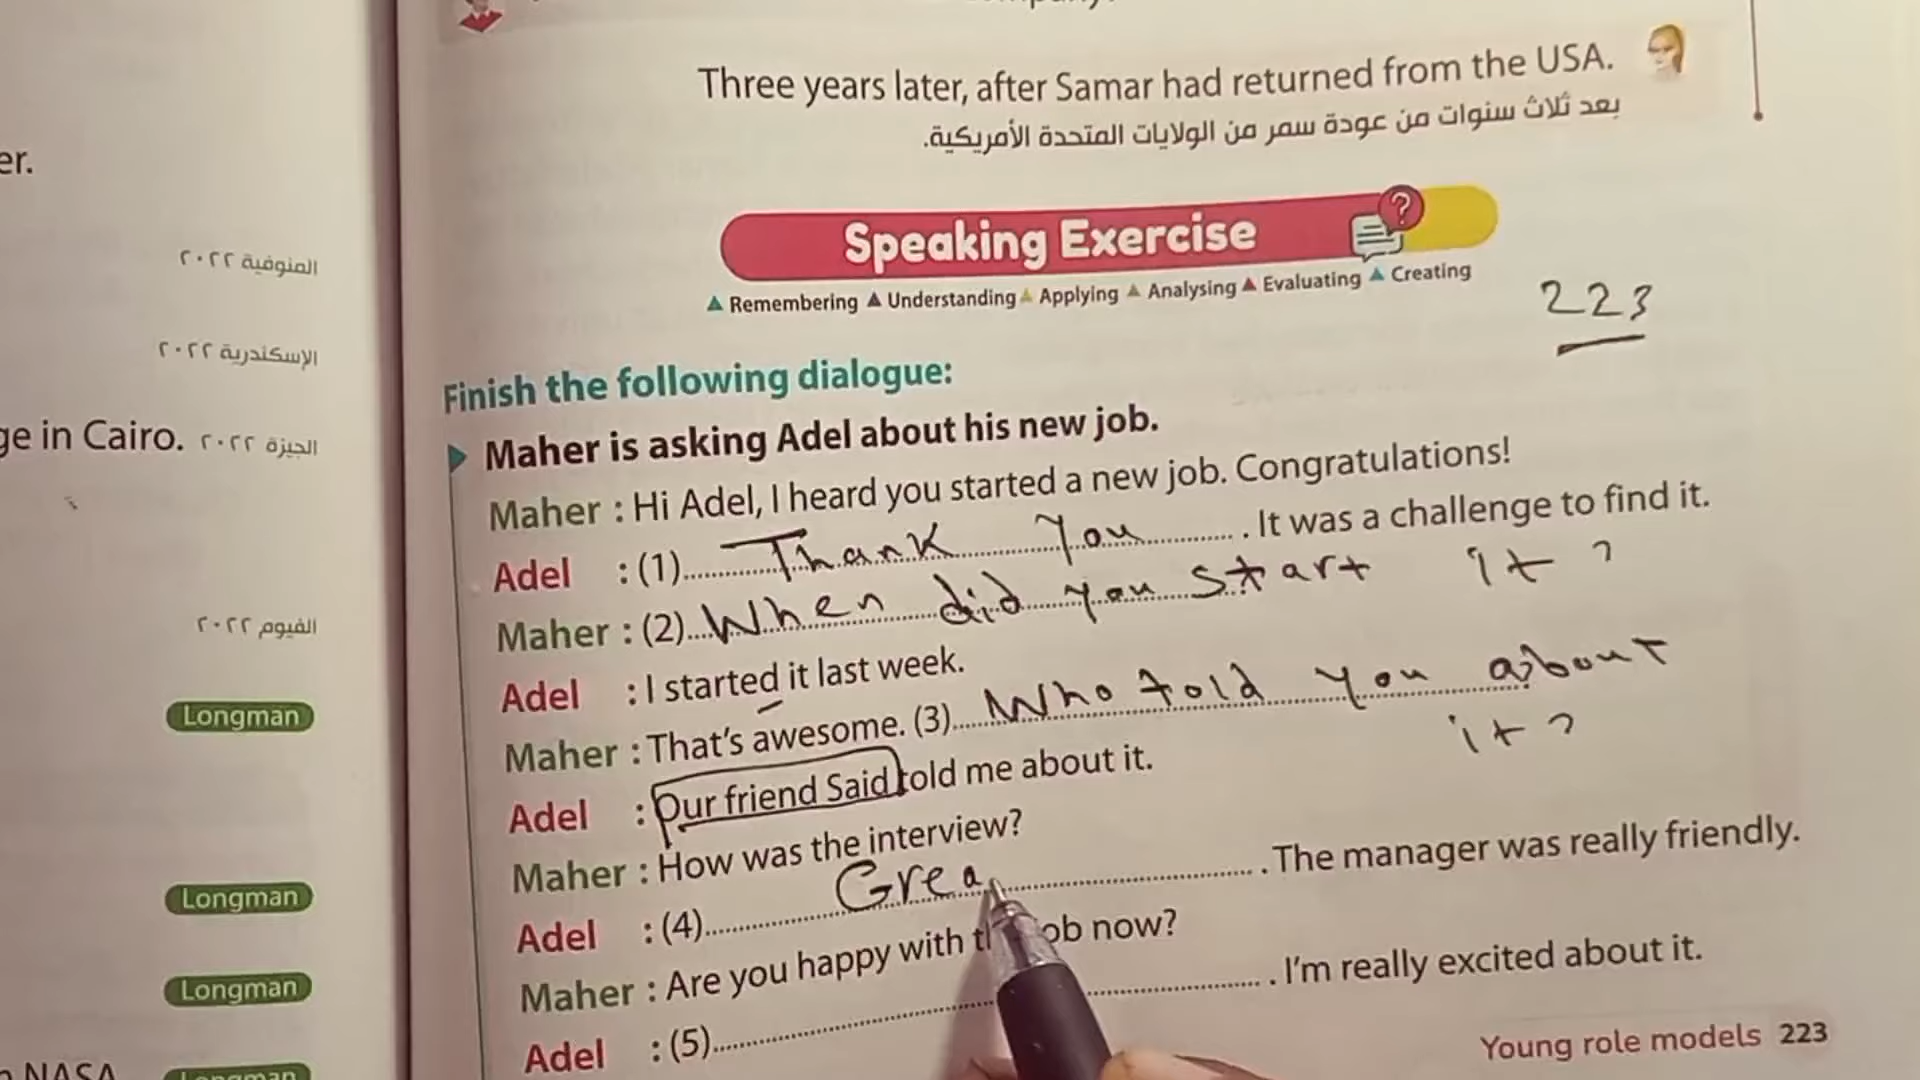 Three years later, after Samar had returned from the USA.
بعد ثلاث سنوات من عودة سمر من الولايات المتحدة الأمريكية.
er.
المنوفية ٢٠٢٢
الإسكندرية ٢٠٢٢
ge in Cairo. الجيزة ٢٠٢٢
الفيوم ٢٠٢٢
Longman
Longman
Longman
n NASA
Longman
Speaking Exercise
Remembering Understanding Applying Analysing Evaluating Creating
223
Finish the following dialogue:
Maher is asking Adel about his new job.
Maher : Hi Adel, I heard you started a new job. Congratulations!
Adel : (1) Thank You . It was a challenge to find it.
Maher : (2) When did you start it ?
Adel : I started it last week.
Maher : That's awesome. (3) Who told you about it ?
Adel : Our friend Said told me about it.
Maher : How was the interview?
Adel : (4) Grea . The manager was really friendly.
Maher : Are you happy with job now?
Adel : (5) . I'm really excited about it.
Young role models 223